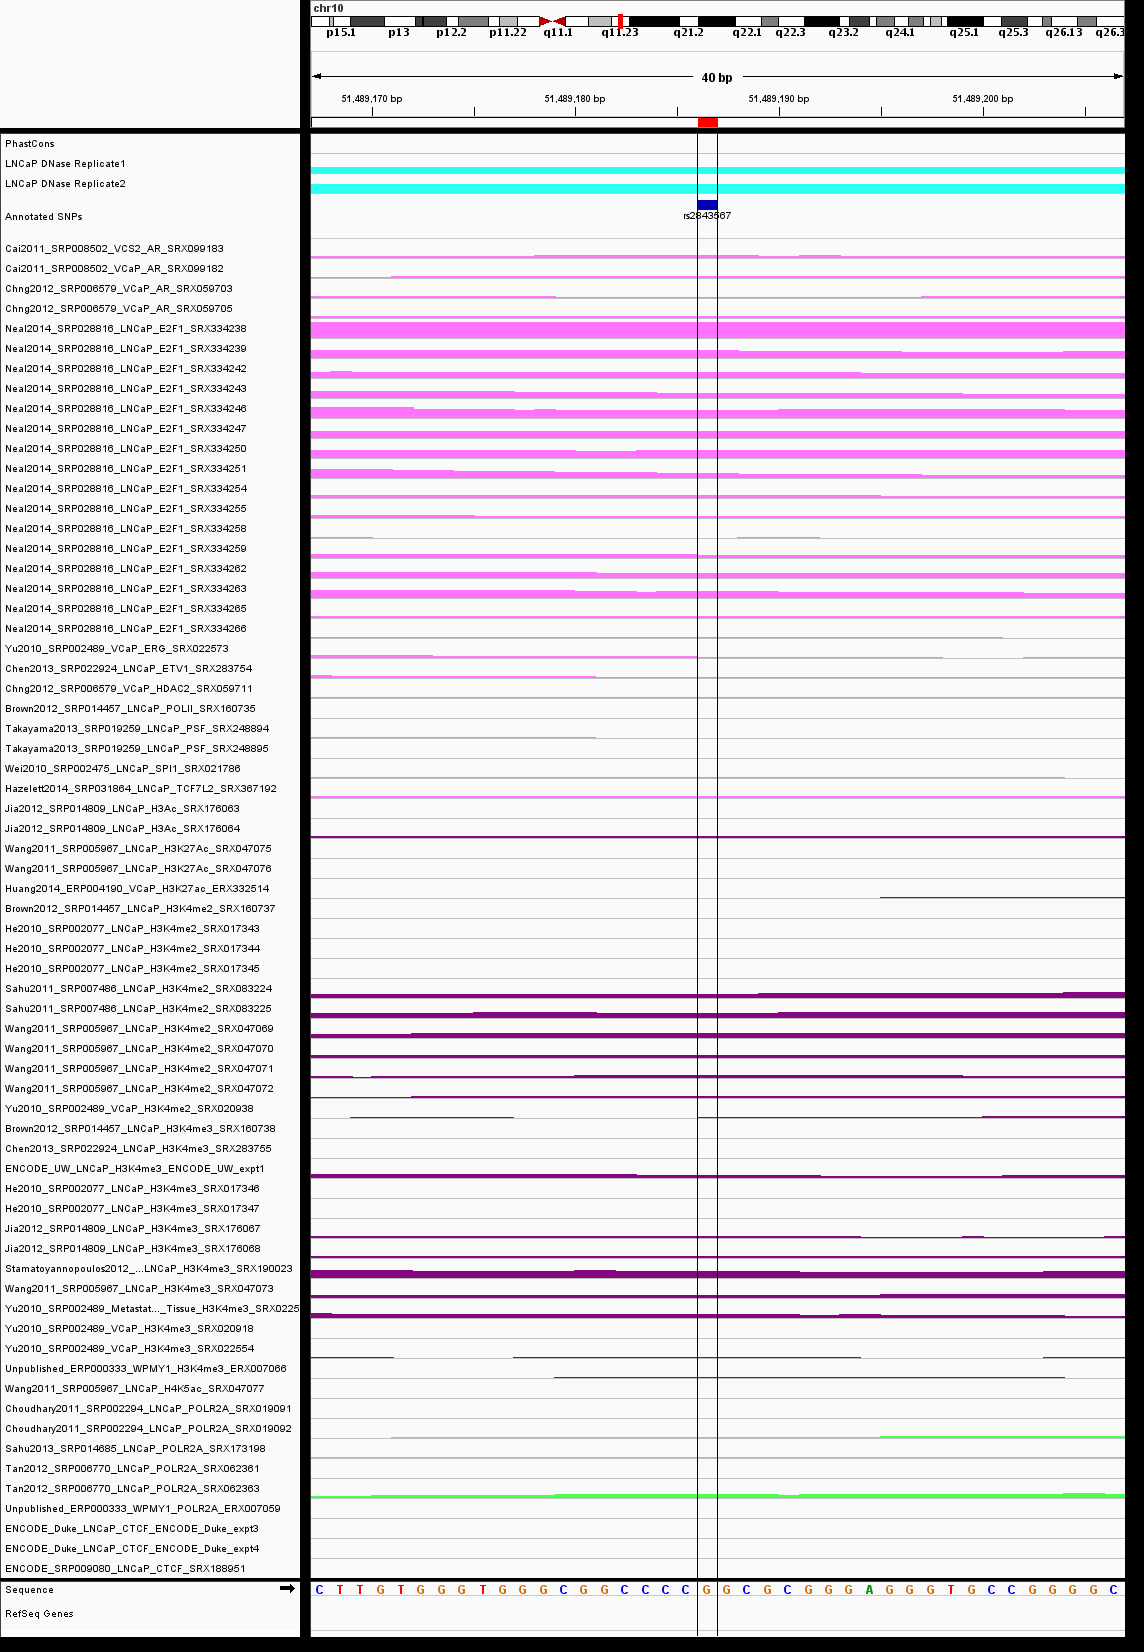 chr10
p15.1 p13 p12.2 p11.22 q11.1 q11.23 q21.2 q22.1 q22.3 q23.2 q24.1 q25.1 q25.3 q26.13 q26.3
40 bp
51,489,170 bp 51,489,180 bp 51,489,190 bp 51,489,200 bp
PhastCons
LNCaP DNase Replicate1
LNCaP DNase Replicate2
Annotated SNPs rs2843567
Cai2011_SRP008502_VCS2_AR_SRX099183
Cai2011_SRP008502_VCaP_AR_SRX099182
Chng2012_SRP006579_VCaP_AR_SRX059703
Chng2012_SRP006579_VCaP_AR_SRX059705
Neal2014_SRP028816_LNCaP_E2F1_SRX334238
Neal2014_SRP028816_LNCaP_E2F1_SRX334239
Neal2014_SRP028816_LNCaP_E2F1_SRX334242
Neal2014_SRP028816_LNCaP_E2F1_SRX334243
Neal2014_SRP028816_LNCaP_E2F1_SRX334246
Neal2014_SRP028816_LNCaP_E2F1_SRX334247
Neal2014_SRP028816_LNCaP_E2F1_SRX334250
Neal2014_SRP028816_LNCaP_E2F1_SRX334251
Neal2014_SRP028816_LNCaP_E2F1_SRX334254
Neal2014_SRP028816_LNCaP_E2F1_SRX334255
Neal2014_SRP028816_LNCaP_E2F1_SRX334258
Neal2014_SRP028816_LNCaP_E2F1_SRX334259
Neal2014_SRP028816_LNCaP_E2F1_SRX334262
Neal2014_SRP028816_LNCaP_E2F1_SRX334263
Neal2014_SRP028816_LNCaP_E2F1_SRX334265
Neal2014_SRP028816_LNCaP_E2F1_SRX334266
Yu2010_SRP002489_VCaP_ERG_SRX022573
Chen2013_SRP022924_LNCaP_ETV1_SRX283754
Chng2012_SRP006579_VCaP_HDAC2_SRX059711
Brown2012_SRP014457_LNCaP_POLII_SRX160735
Takayama2013_SRP019259_LNCaP_PSF_SRX248894
Takayama2013_SRP019259_LNCaP_PSF_SRX248895
Wei2010_SRP002475_LNCaP_SPI1_SRX021786
Hazelett2014_SRP031864_LNCaP_TCF7L2_SRX367192
Jia2012_SRP014809_LNCaP_H3Ac_SRX176063
Jia2012_SRP014809_LNCaP_H3Ac_SRX176064
Wang2011_SRP005967_LNCaP_H3K27Ac_SRX047075
Wang2011_SRP005967_LNCaP_H3K27Ac_SRX047076
Huang2014_ERP004190_VCaP_H3K27ac_ERX332514
Brown2012_SRP014457_LNCaP_H3K4me2_SRX160737
He2010_SRP002077_LNCaP_H3K4me2_SRX017343
He2010_SRP002077_LNCaP_H3K4me2_SRX017344
He2010_SRP002077_LNCaP_H3K4me2_SRX017345
Sahu2011_SRP007486_LNCaP_H3K4me2_SRX083224
Sahu2011_SRP007486_LNCaP_H3K4me2_SRX083225
Wang2011_SRP005967_LNCaP_H3K4me2_SRX047069
Wang2011_SRP005967_LNCaP_H3K4me2_SRX047070
Wang2011_SRP005967_LNCaP_H3K4me2_SRX047071
Wang2011_SRP005967_LNCaP_H3K4me2_SRX047072
Yu2010_SRP002489_VCaP_H3K4me2_SRX020938
Brown2012_SRP014457_LNCaP_H3K4me3_SRX160738
Chen2013_SRP022924_LNCaP_H3K4me3_SRX283755
ENCODE_UW_LNCaP_H3K4me3_ENCODE_UW_expt1
He2010_SRP002077_LNCaP_H3K4me3_SRX017346
He2010_SRP002077_LNCaP_H3K4me3_SRX017347
Jia2012_SRP014809_LNCaP_H3K4me3_SRX176067
Jia2012_SRP014809_LNCaP_H3K4me3_SRX176068
Stamatoyannopoulos2012_...LNCaP_H3K4me3_SRX190023
Wang2011_SRP005967_LNCaP_H3K4me3_SRX047073
Yu2010_SRP002489_Metastat..._Tissue_H3K4me3_SRX0225
Yu2010_SRP002489_VCaP_H3K4me3_SRX020918
Yu2010_SRP002489_VCaP_H3K4me3_SRX022554
Unpublished_ERP000333_WPMY1_H3K4me3_ERX007066
Wang2011_SRP005967_LNCaP_H4K5ac_SRX047077
Choudhary2011_SRP002294_LNCaP_POLR2A_SRX019091
Choudhary2011_SRP002294_LNCaP_POLR2A_SRX019092
Sahu2013_SRP014685_LNCaP_POLR2A_SRX173198
Tan2012_SRP006770_LNCaP_POLR2A_SRX062361
Tan2012_SRP006770_LNCaP_POLR2A_SRX062363
Unpublished_ERP000333_WPMY1_POLR2A_ERX007059
ENCODE_Duke_LNCaP_CTCF_ENCODE_Duke_expt3
ENCODE_Duke_LNCaP_CTCF_ENCODE_Duke_expt4
ENCODE_SRP009080_LNCaP_CTCF_SRX188951
Sequence C T T G T G G G T G G G C G G C C C C G G C G C G G G A G G G T G C C G G G G C
RefSeq Genes